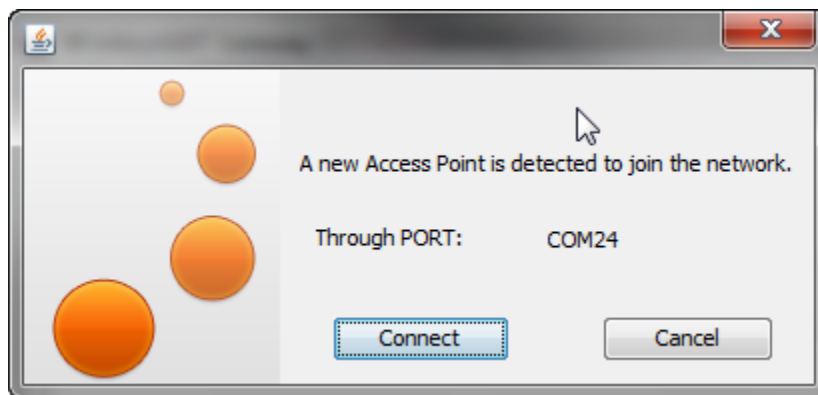 A new Access Point is detected to join the network.
Through PORT: COM24
Connect Cancel